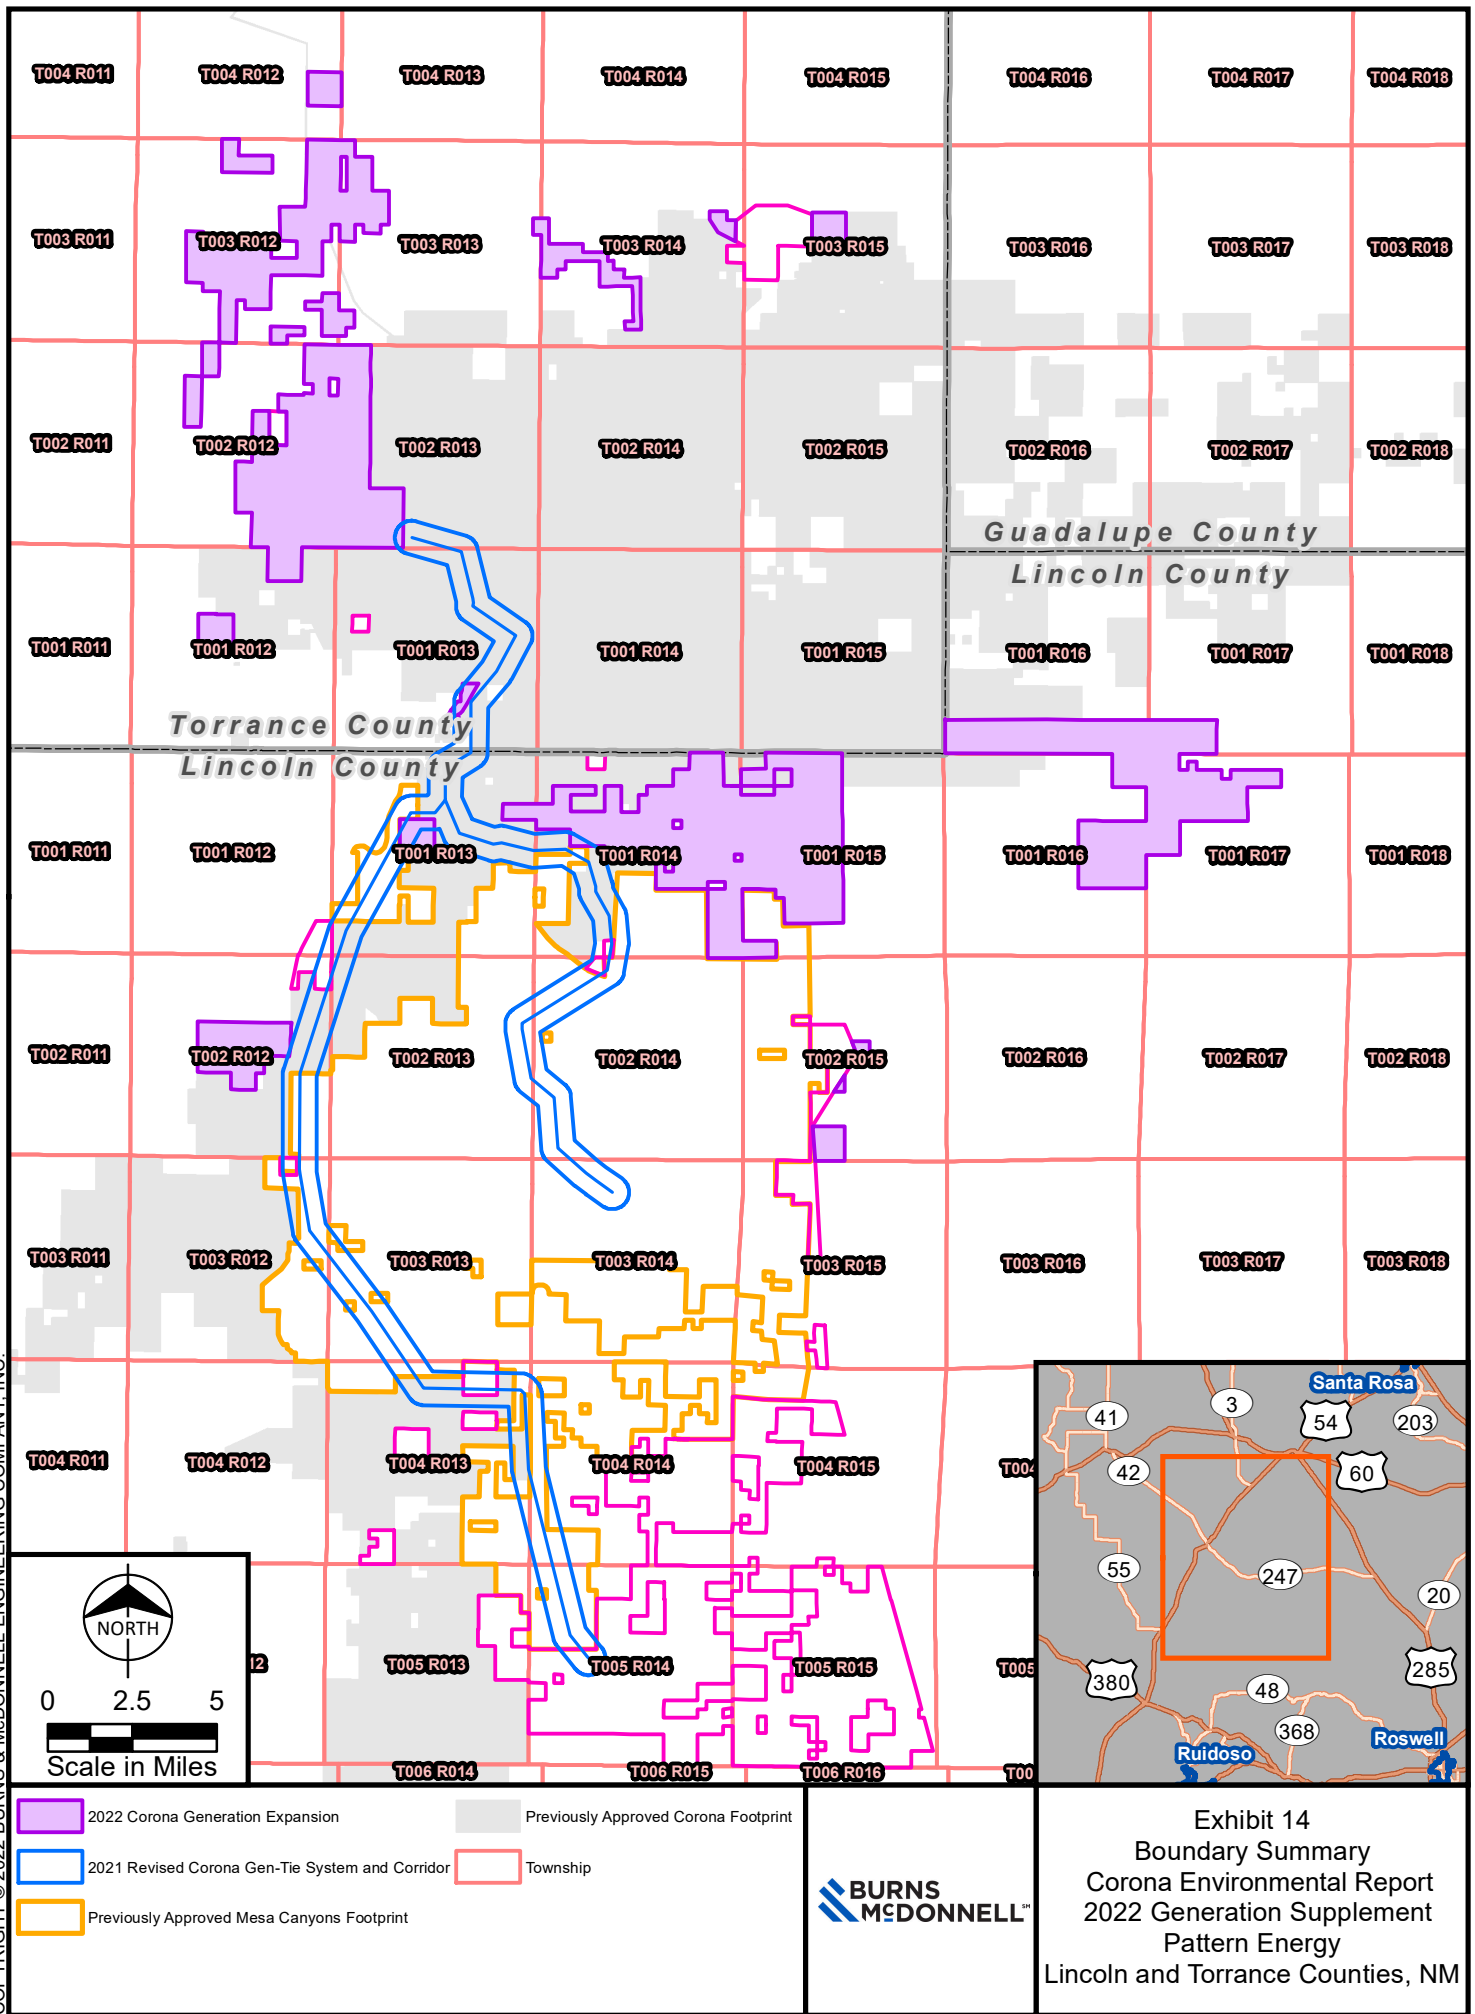 T004 R011
T004 R012
T004 R013
T004 R014
T004 R015
T004 R016
T004 R017
T004 R018
T003 R011
T003 R012
T003 R013
T003 R014
T003 R015
T003 R016
T003 R017
T003 R018
T002 R011
T002 R012
T002 R013
T002 R014
T002 R015
T002 R016
T002 R017
T002 R018
Guadalupe County
Lincoln County
T001 R011
T001 R012
T001 R013
T001 R014
T001 R015
T001 R016
T001 R017
T001 R018
Torrance County
Lincoln County
T001 R011
T001 R012
T001 R013
T001 R014
T001 R015
T001 R016
T001 R017
T001 R018
T002 R011
T002 R012
T002 R013
T002 R014
T002 R015
T002 R016
T002 R017
T002 R018
T003 R011
T003 R012
T003 R013
T003 R014
T003 R015
T003 R016
T003 R017
T003 R018
T004 R011
T004 R012
T004 R013
T004 R014
T004 R015
T004
12
T005 R013
T005 R014
T005 R015
T005
T006 R014
T006 R015
T006 R016
T00
Santa Rosa
41
3
54
203
42
60
55
247
20
380
285
48
368
Ruidoso
Roswell
NORTH
0 2.5 5
Scale in Miles
2022 Corona Generation Expansion
2021 Revised Corona Gen-Tie System and Corridor
Previously Approved Mesa Canyons Footprint
Previously Approved Corona Footprint
Township
BURNS
McDONNELL SM
Exhibit 14
Boundary Summary
Corona Environmental Report
2022 Generation Supplement
Pattern Energy
Lincoln and Torrance Counties, NM